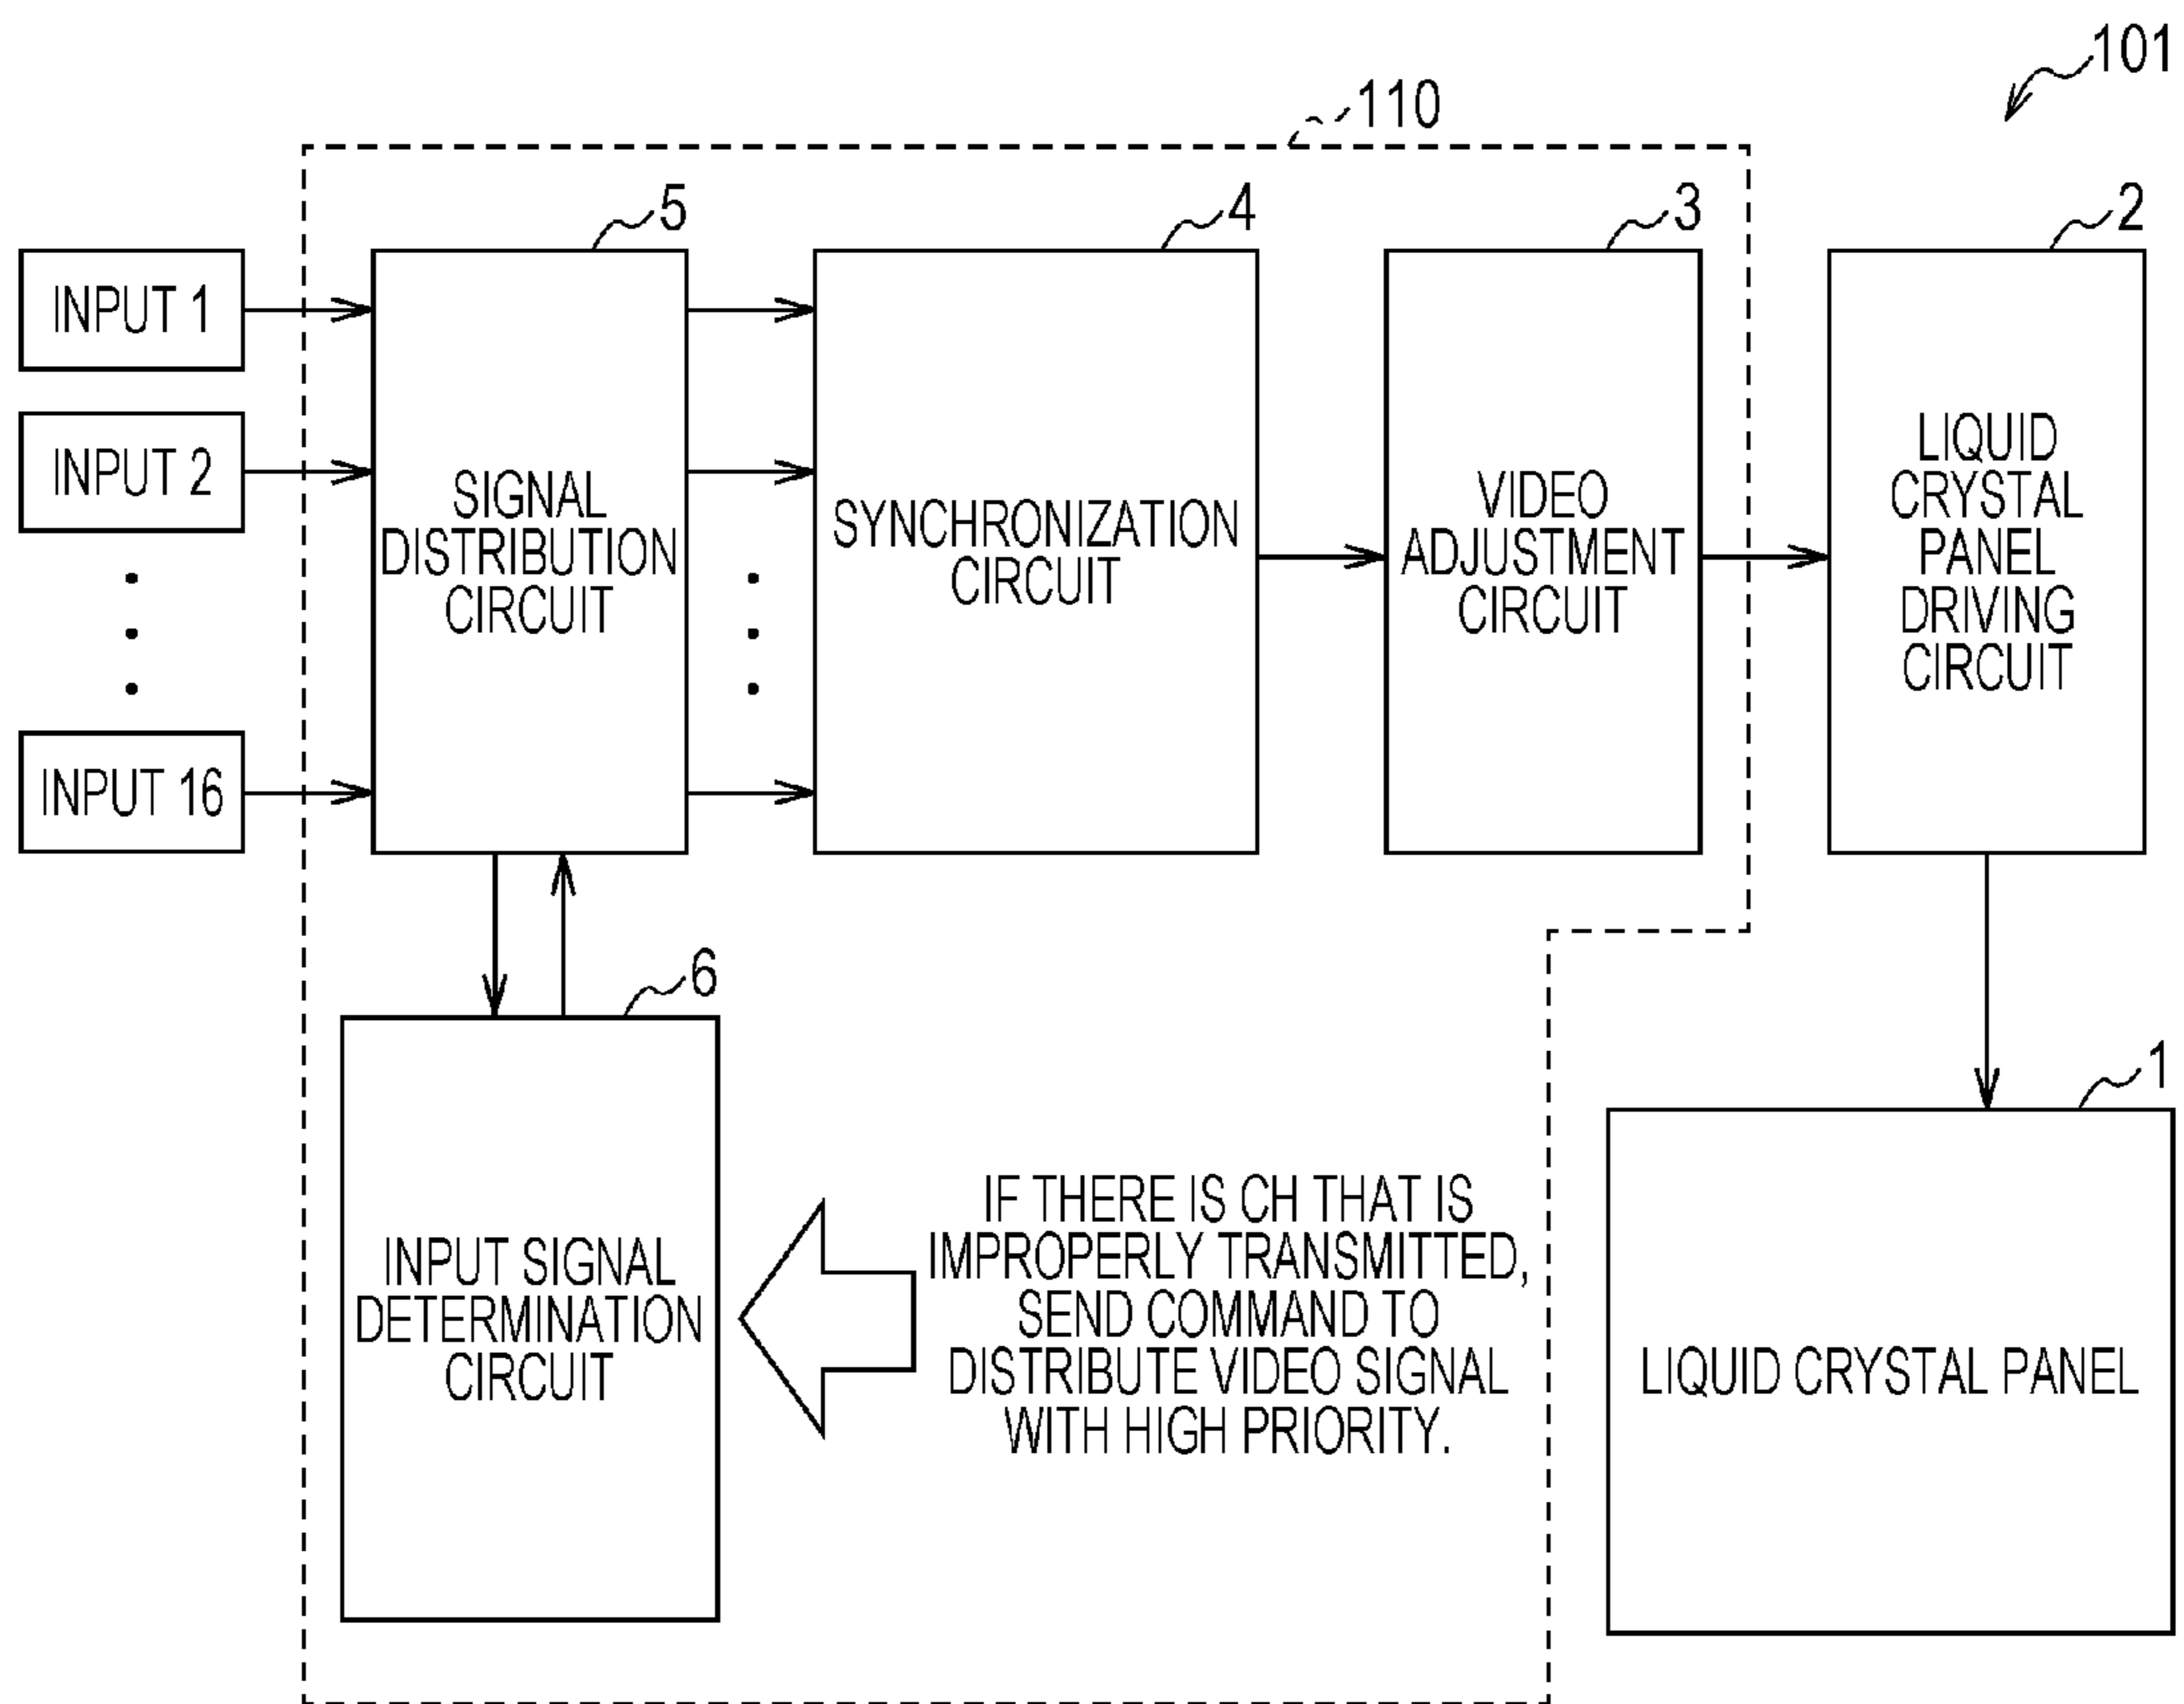 101
110
5
4
3
2
INPUT 1
INPUT 2
INPUT 16
SIGNAL
DISTRIBUTION
CIRCUIT
SYNCHRONIZATION
CIRCUIT
VIDEO
ADJUSTMENT
CIRCUIT
LIQUID
CRYSTAL
PANEL
DRIVING
CIRCUIT
6
INPUT SIGNAL
DETERMINATION
CIRCUIT
IF THERE IS CH THAT IS
IMPROPERLY TRANSMITTED,
SEND COMMAND TO
DISTRIBUTE VIDEO SIGNAL
WITH HIGH PRIORITY.
1
LIQUID CRYSTAL PANEL